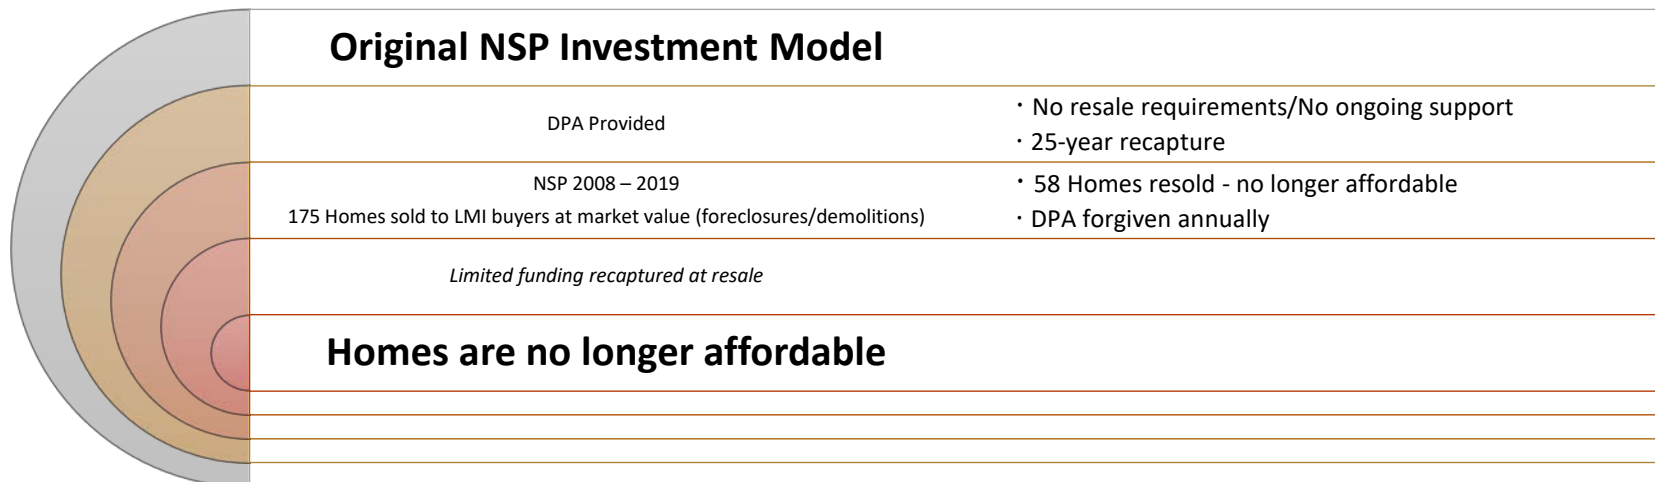 Original NSP Investment Model
DPA Provided
· No resale requirements/No ongoing support
· 25-year recapture
NSP 2008 – 2019
175 Homes sold to LMI buyers at market value (foreclosures/demolitions)
· 58 Homes resold - no longer affordable
· DPA forgiven annually
Limited funding recaptured at resale
Homes are no longer affordable